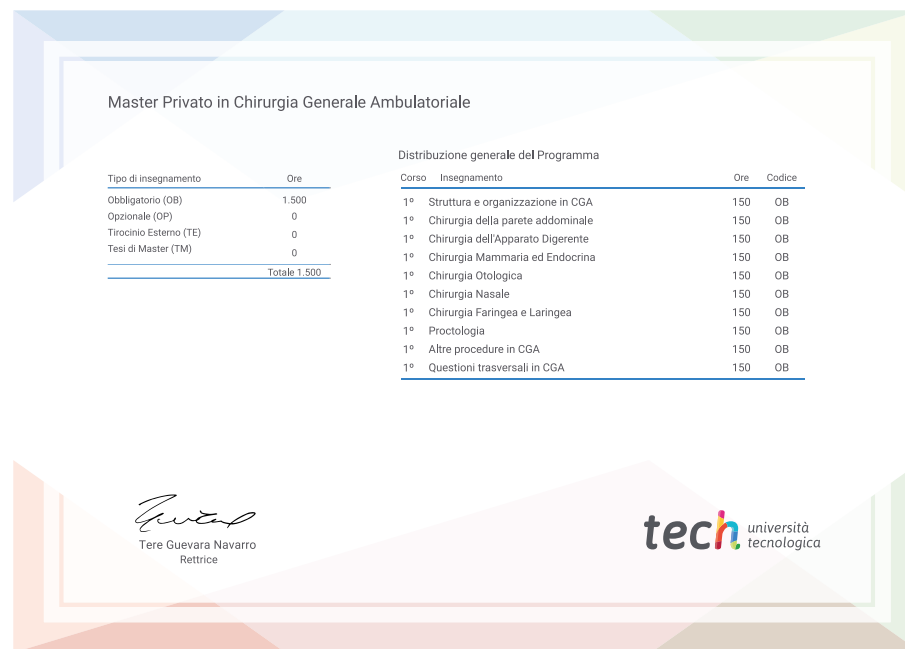 Master Privato in Chirurgia Generale Ambulatoriale
Tipo di insegnamento Ore
Obbligatorio (OB) 1.500
Opzionale (OP) 0
Tirocinio Esterno (TE) 0
Tesi di Master (TM) 0
Totale 1.500
Distribuzione generale del Programma
Corso Insegnamento Ore Codice
1º Struttura e organizzazione in CGA 150 OB
1º Chirurgia della parete addominale 150 OB
1º Chirurgia dell'Apparato Digerente 150 OB
1º Chirurgia Mammaria ed Endocrina 150 OB
1º Chirurgia Otologica 150 OB
1º Chirurgia Nasale 150 OB
1º Chirurgia Faringea e Laringea 150 OB
1º Proctologia 150 OB
1º Altre procedure in CGA 150 OB
1º Questioni trasversali in CGA 150 OB
Tere Guevara Navarro
Rettrice
tech università
tecnologica